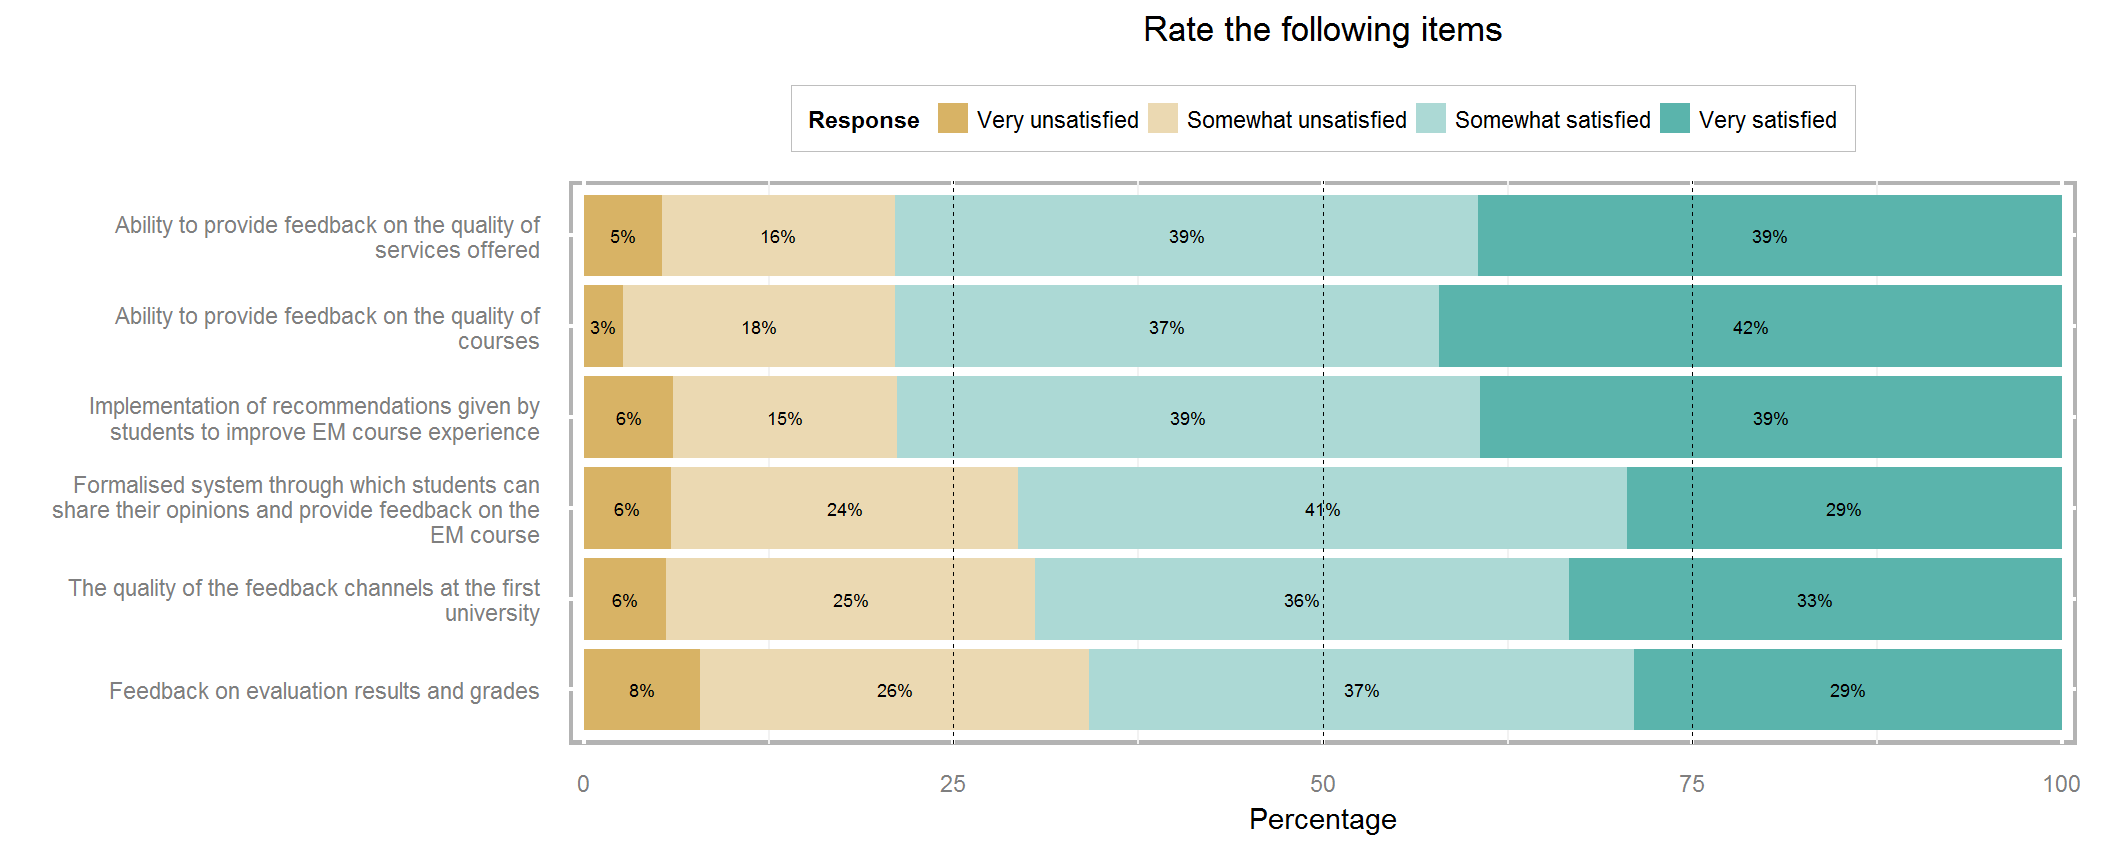 Rate the following items
Response Very unsatisfied Somewhat unsatisfied Somewhat satisfied Very satisfied
Ability to provide feedback on the quality of
services offered
5% 16% 39% 39%
Ability to provide feedback on the quality of
courses
3% 18% 37% 42%
Implementation of recommendations given by
students to improve EM course experience
6% 15% 39% 39%
Formalised system through which students can
share their opinions and provide feedback on the
EM course
6% 24% 41% 29%
The quality of the feedback channels at the first
university
6% 25% 36% 33%
Feedback on evaluation results and grades
8% 26% 37% 29%
0 25 50 75 100
Percentage